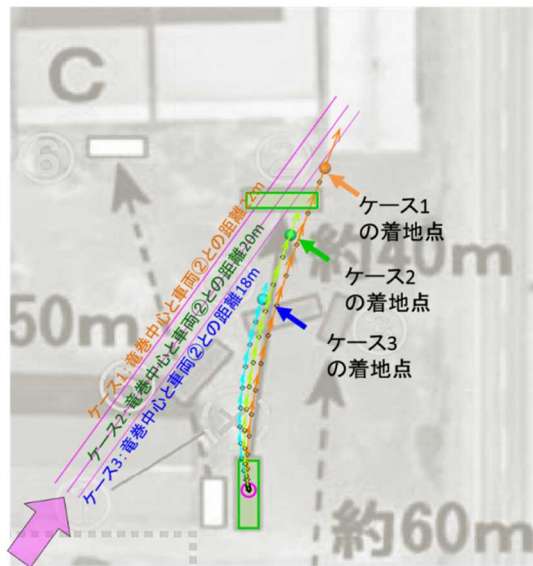 C
⑥
ケース1：竜巻中心と車両②との距離22m
ケース2：竜巻中心と車両②との距離20m
ケース3：竜巻中心と車両②との距離18m
ケース1
の着地点
約40m
ケース2
の着地点
50m
ケース3
の着地点
約60m